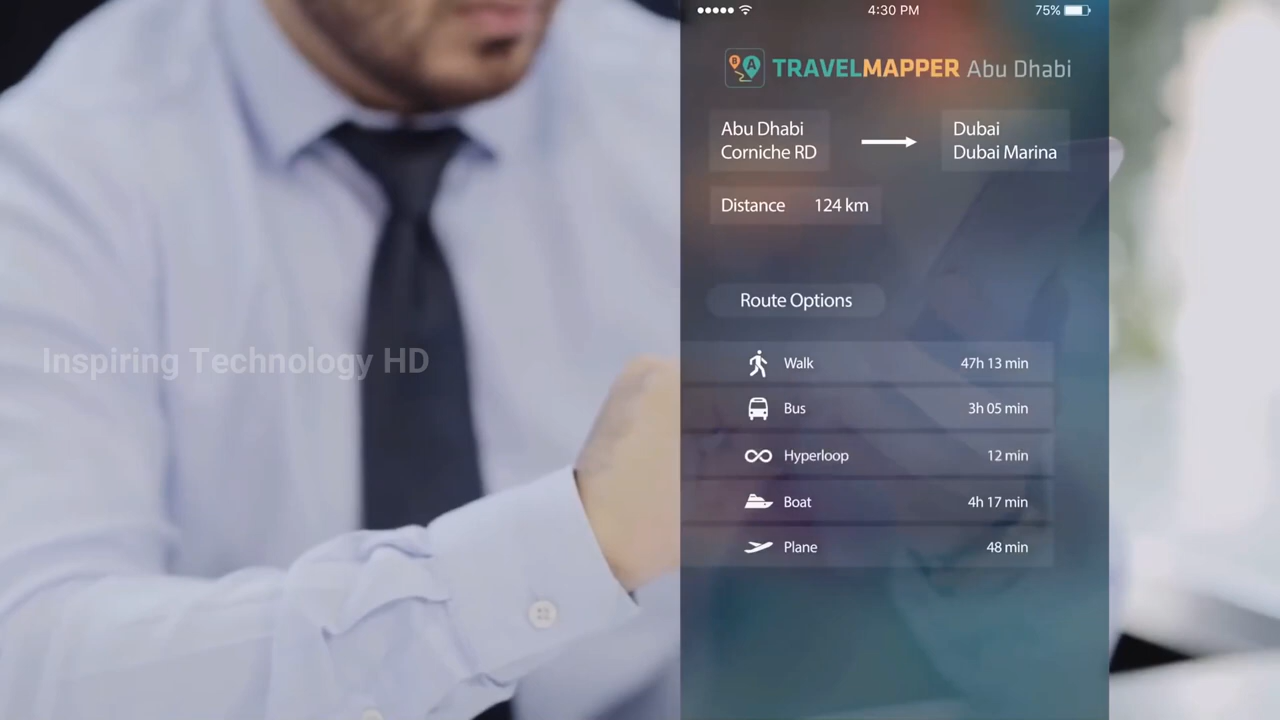 4:30 PM
75%
B A TRAVELMAPPER Abu Dhabi
Abu Dhabi
Corniche RD
Dubai
Dubai Marina
Distance 124 km
Route Options
Inspiring Technology HD
Walk 47h 13 min
Bus 3h 05 min
Hyperloop 12 min
Boat 4h 17 min
Plane 48 min